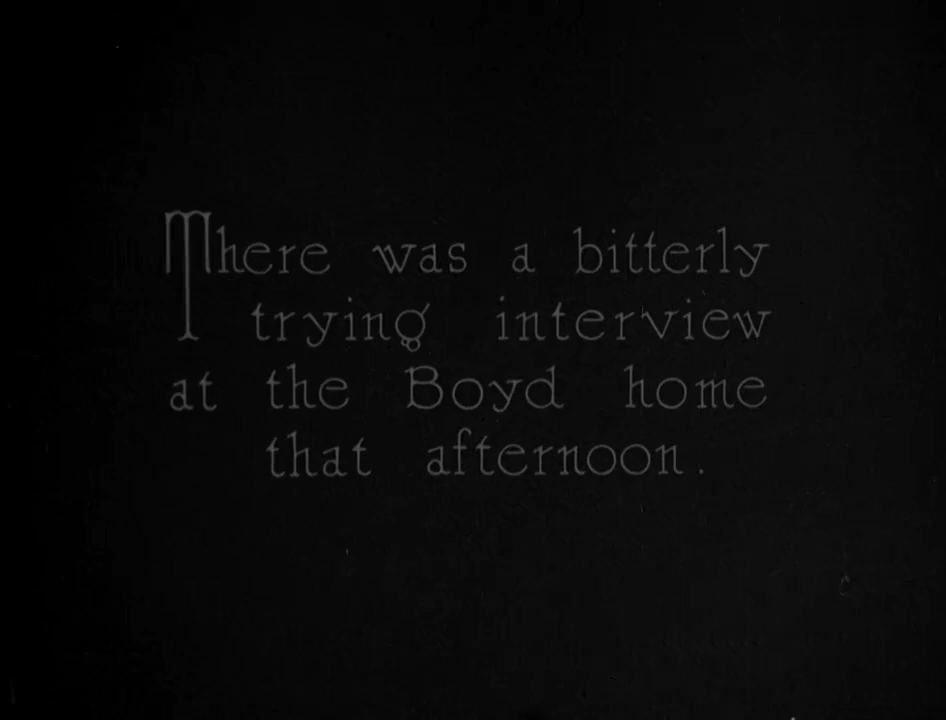 There was a bitterly
trying interview
at the Boyd home
that afternoon.